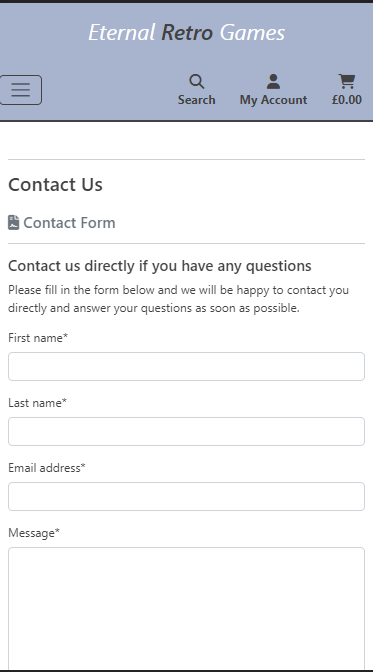 Eternal Retro Games
Search My Account £0.00
Contact Us
Contact Form
Contact us directly if you have any questions
Please fill in the form below and we will be happy to contact you
directly and answer your questions as soon as possible.
First name*
Last name*
Email address*
Message*